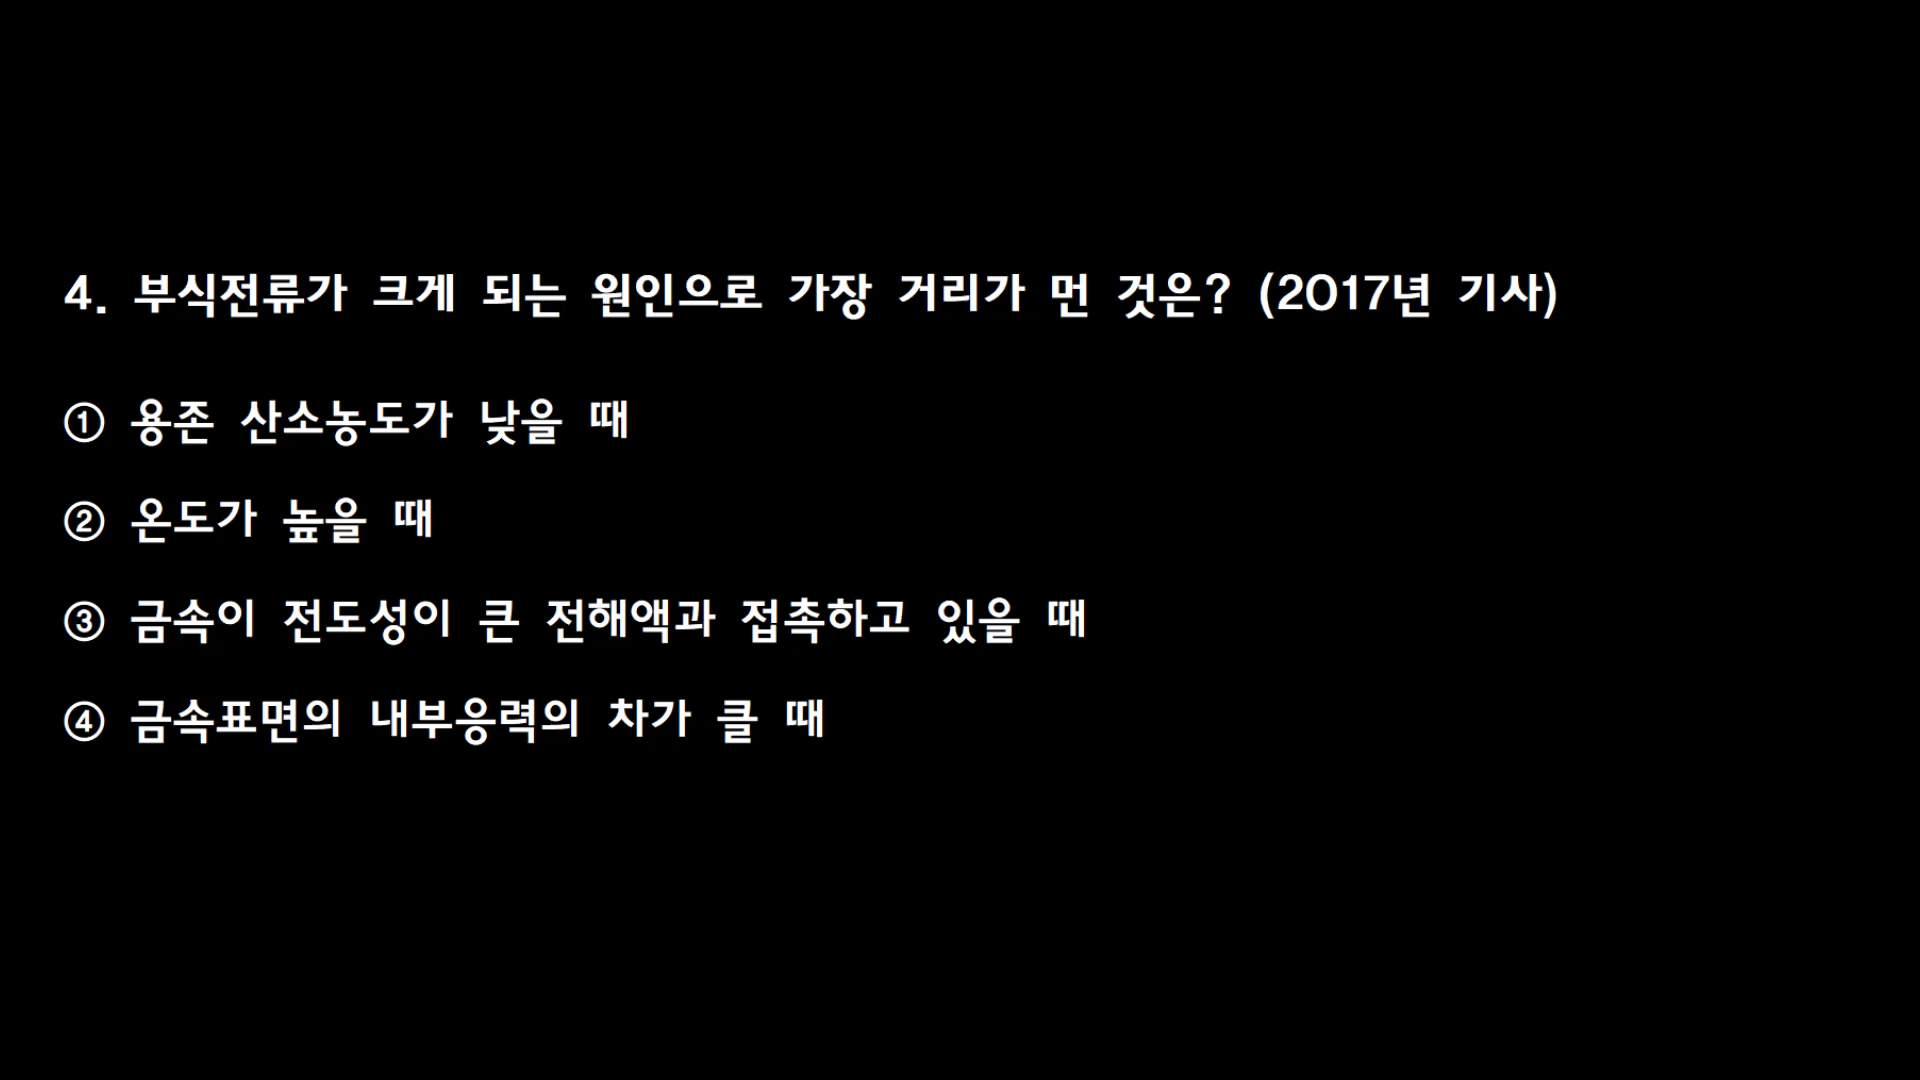 4. 부식전류가 크게 되는 원인으로 가장 거리가 먼 것은? (2017년 기사)
① 용존 산소농도가 낮을 때
② 온도가 높을 때
③ 금속이 전도성이 큰 전해액과 접촉하고 있을 때
④ 금속표면의 내부응력의 차가 클 때